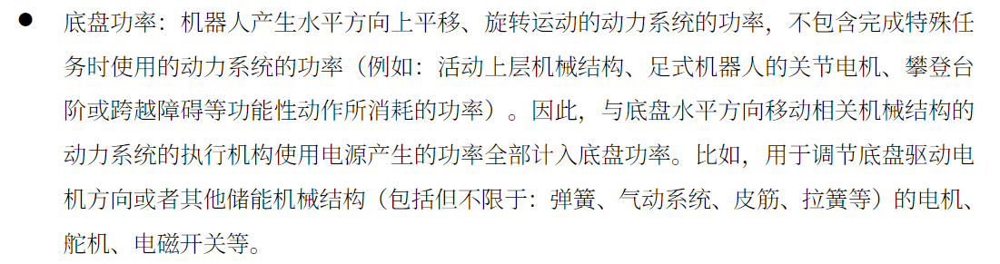 ● 底盘功率：机器人产生水平方向上平移、旋转运动的动力系统的功率，不包含完成特殊任
务时使用的动力系统的功率（例如：活动上层机械结构、足式机器人的关节电机、攀登台
阶或跨越障碍等功能性动作所消耗的功率）。因此，与底盘水平方向移动相关机械结构的
动力系统的执行机构使用电源产生的功率全部计入底盘功率。比如，用于调节底盘驱动电
机方向或者其他储能机械结构（包括但不限于：弹簧、气动系统、皮筋、拉簧等）的电机、
舵机、电磁开关等。